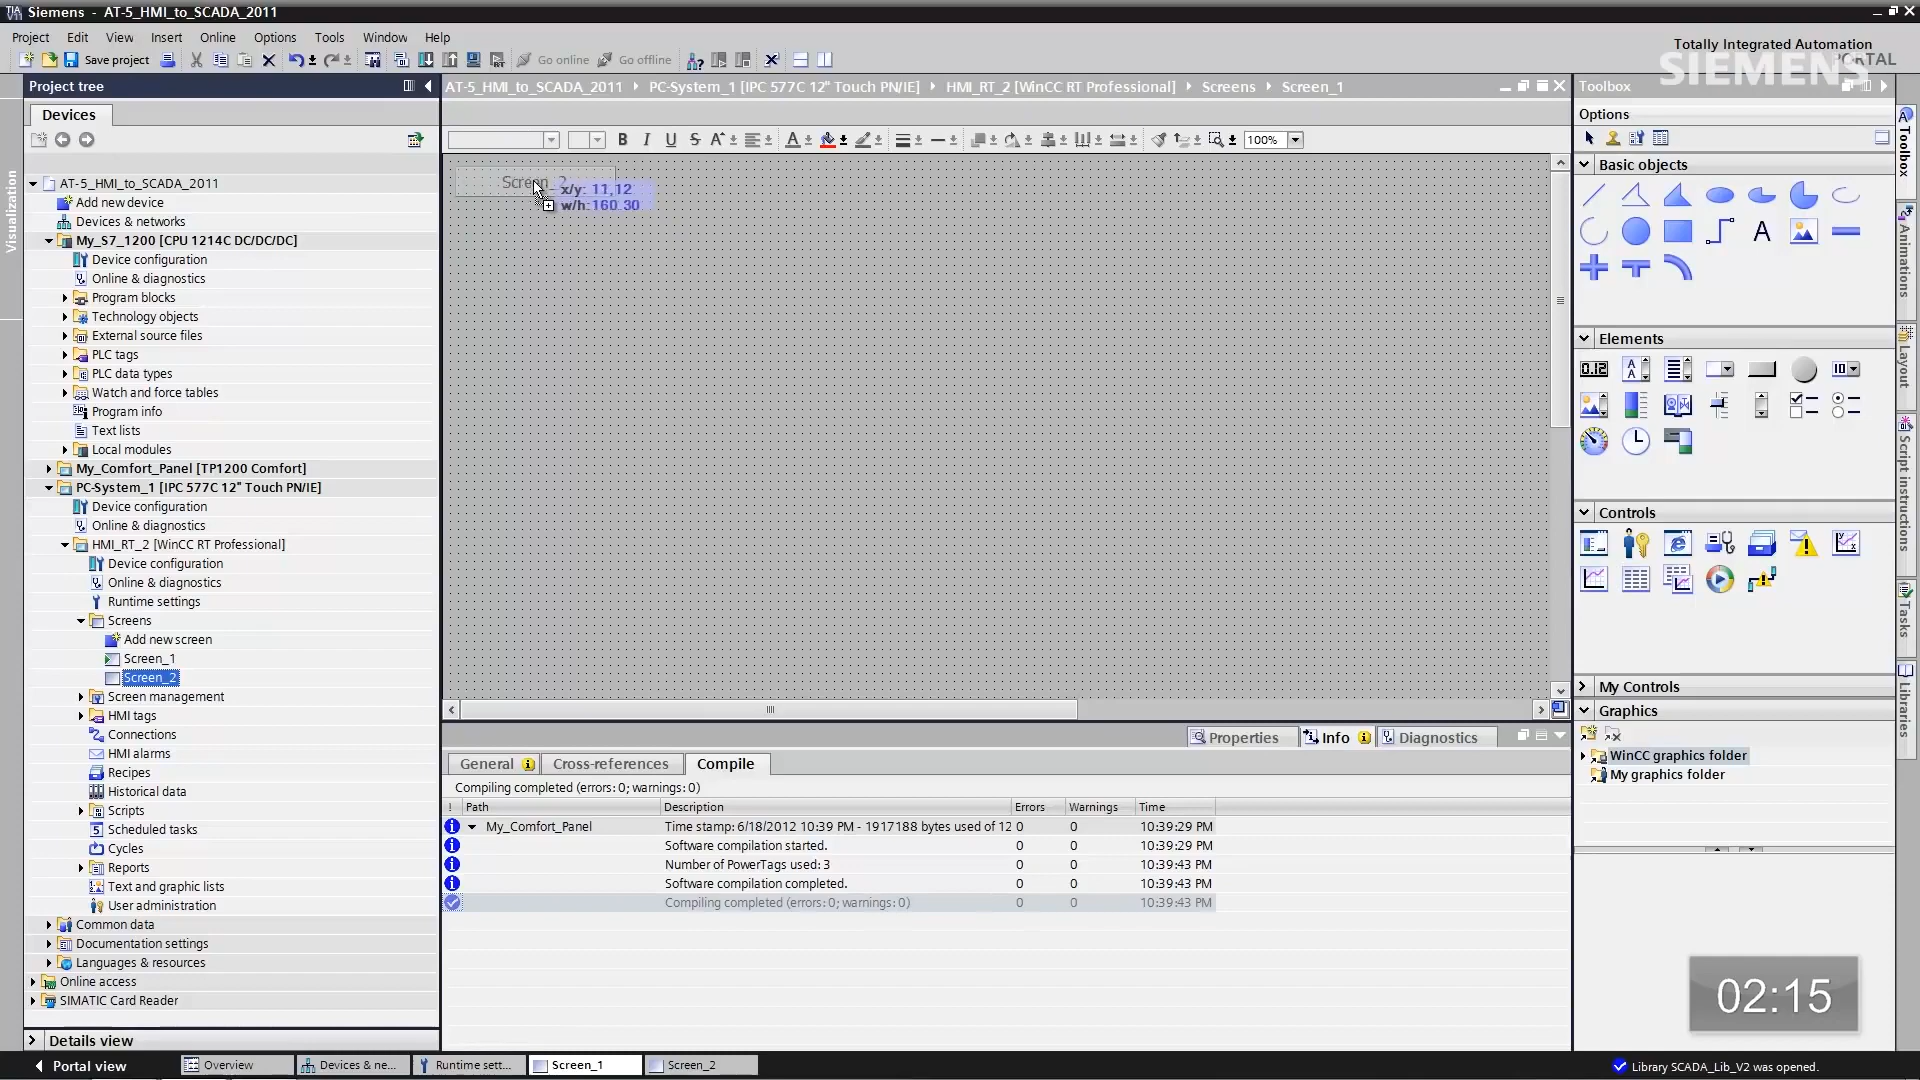 Siemens - AT-5_HMI_to_SCADA_2011
Project Edit View Insert Online Options Tools Window Help
Totally Integrated Automation
PORTAL
SIEMENS
Save project
Go online
Go offline
Project tree
Devices
Visualization
AT-5_HMI_to_SCADA_2011
Add new device
Devices & networks
My_S7_1200 [CPU 1214C DC/DC/DC]
Device configuration
Online & diagnostics
Program blocks
Technology objects
External source files
PLC tags
PLC data types
Watch and force tables
Program info
Text lists
Local modules
My_Comfort_Panel [TP1200 Comfort]
PC-System_1 [IPC 577C 12" Touch PN/IE]
Device configuration
Online & diagnostics
HMI_RT_2 [WinCC RT Professional]
Device configuration
Online & diagnostics
Runtime settings
Screens
Add new screen
Screen_1
Screen_2
Screen management
HMI tags
Connections
HMI alarms
Recipes
Historical data
Scripts
Scheduled tasks
Cycles
Reports
Text and graphic lists
User administration
Common data
Documentation settings
Languages & resources
Online access
SIMATIC Card Reader
Details view
AT-5_HMI_to_SCADA_2011 PC-System_1 [IPC 577C 12" Touch PN/IE] HMI_RT_2 [WinCC RT Professional] Screens Screen_1
B I U S A A 100%
Screen_2
x/y: 11,12
w/h:160 30
Properties Info Diagnostics
General Cross-references Compile
Compiling completed (errors: 0; warnings: 0)
! Path Description Errors Warnings Time
My_Comfort_Panel Time stamp: 6/18/2012 10:39 PM - 1917188 bytes used of 12 0 0 10:39:29 PM
Software compilation started. 0 0 10:39:29 PM
Number of PowerTags used: 3 0 0 10:39:43 PM
Software compilation completed. 0 0 10:39:43 PM
Compiling completed (errors: 0; warnings: 0) 0 0 10:39:43 PM
Toolbox
Options
Basic objects
A
Elements
0.12
Controls
My Controls
Graphics
WinCC graphics folder
My graphics folder
Toolbox
Animations
Layout
Script instructions
Tasks
Libraries
02:15
Portal view Overview Devices & ne... Runtime sett... Screen_1 Screen_2
Library SCADA_Lib_V2 was opened.